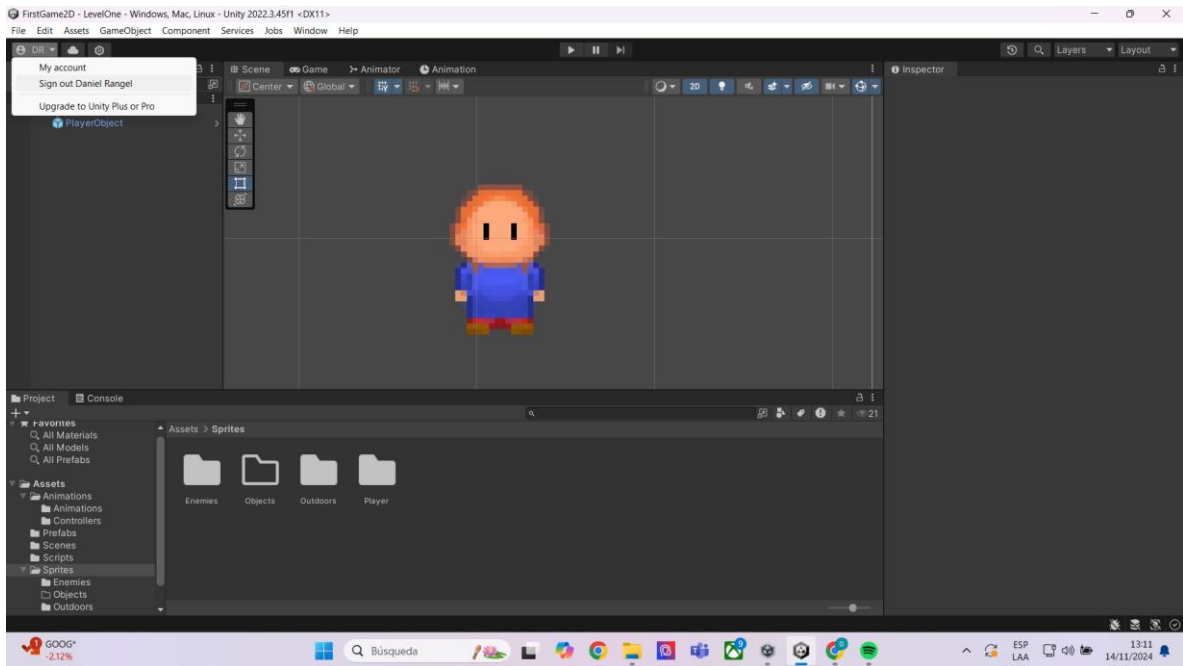 FirstGame2D - LevelOne - Windows, Mac, Linux - Unity 2022.3.45f1 <DX11>
File Edit Assets GameObject Component Services Jobs Window Help
DR
Layers Layout
My account
Sign out Daniel Rangel
Upgrade to Unity Plus or Pro
PlayerObject
Scene Game Animator Animation
Center Global 2D
Inspector
Project Console
21
Favorites
All Materials
All Models
All Prefabs
Assets
Animations
Animations
Controllers
Prefabs
Scenes
Scripts
Sprites
Enemies
Objects
Outdoors
Assets > Sprites
Enemies Objects Outdoors Player
1
GOOG*
-2.12%
Búsqueda
9
ESP
LAA
13:11
14/11/2024